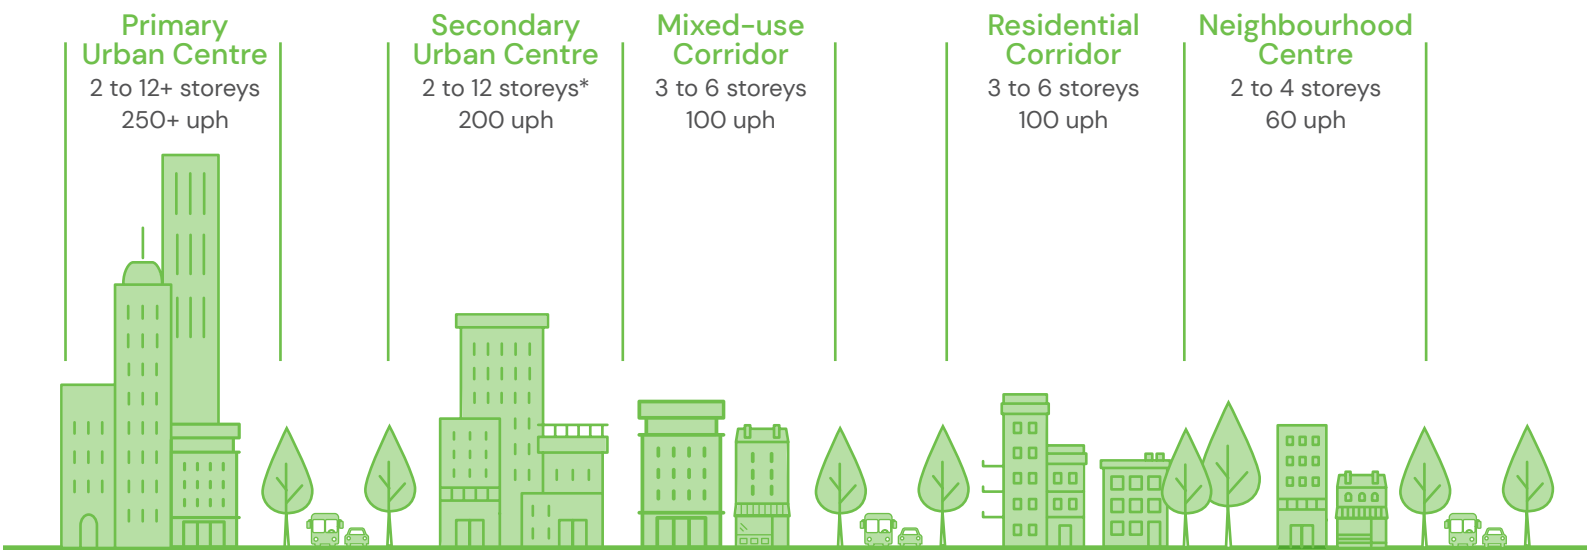 Primary
Urban Centre
2 to 12+ storeys
250+ uph
Secondary
Urban Centre
2 to 12 storeys*
200 uph
Mixed-use
Corridor
3 to 6 storeys
100 uph
Residential
Corridor
3 to 6 storeys
100 uph
Neighbourhood
Centre
2 to 4 storeys
60 uph